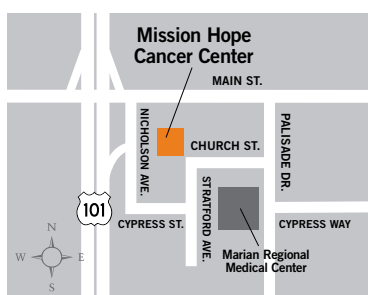 Mission Hope
Cancer Center
MAIN ST.
NICHOLSON AVE.
CHURCH ST.
PALISADE DR.
STRATFORD AVE.
101
CYPRESS ST.
CYPRESS WAY
Marian Regional
Medical Center
N
W
E
S